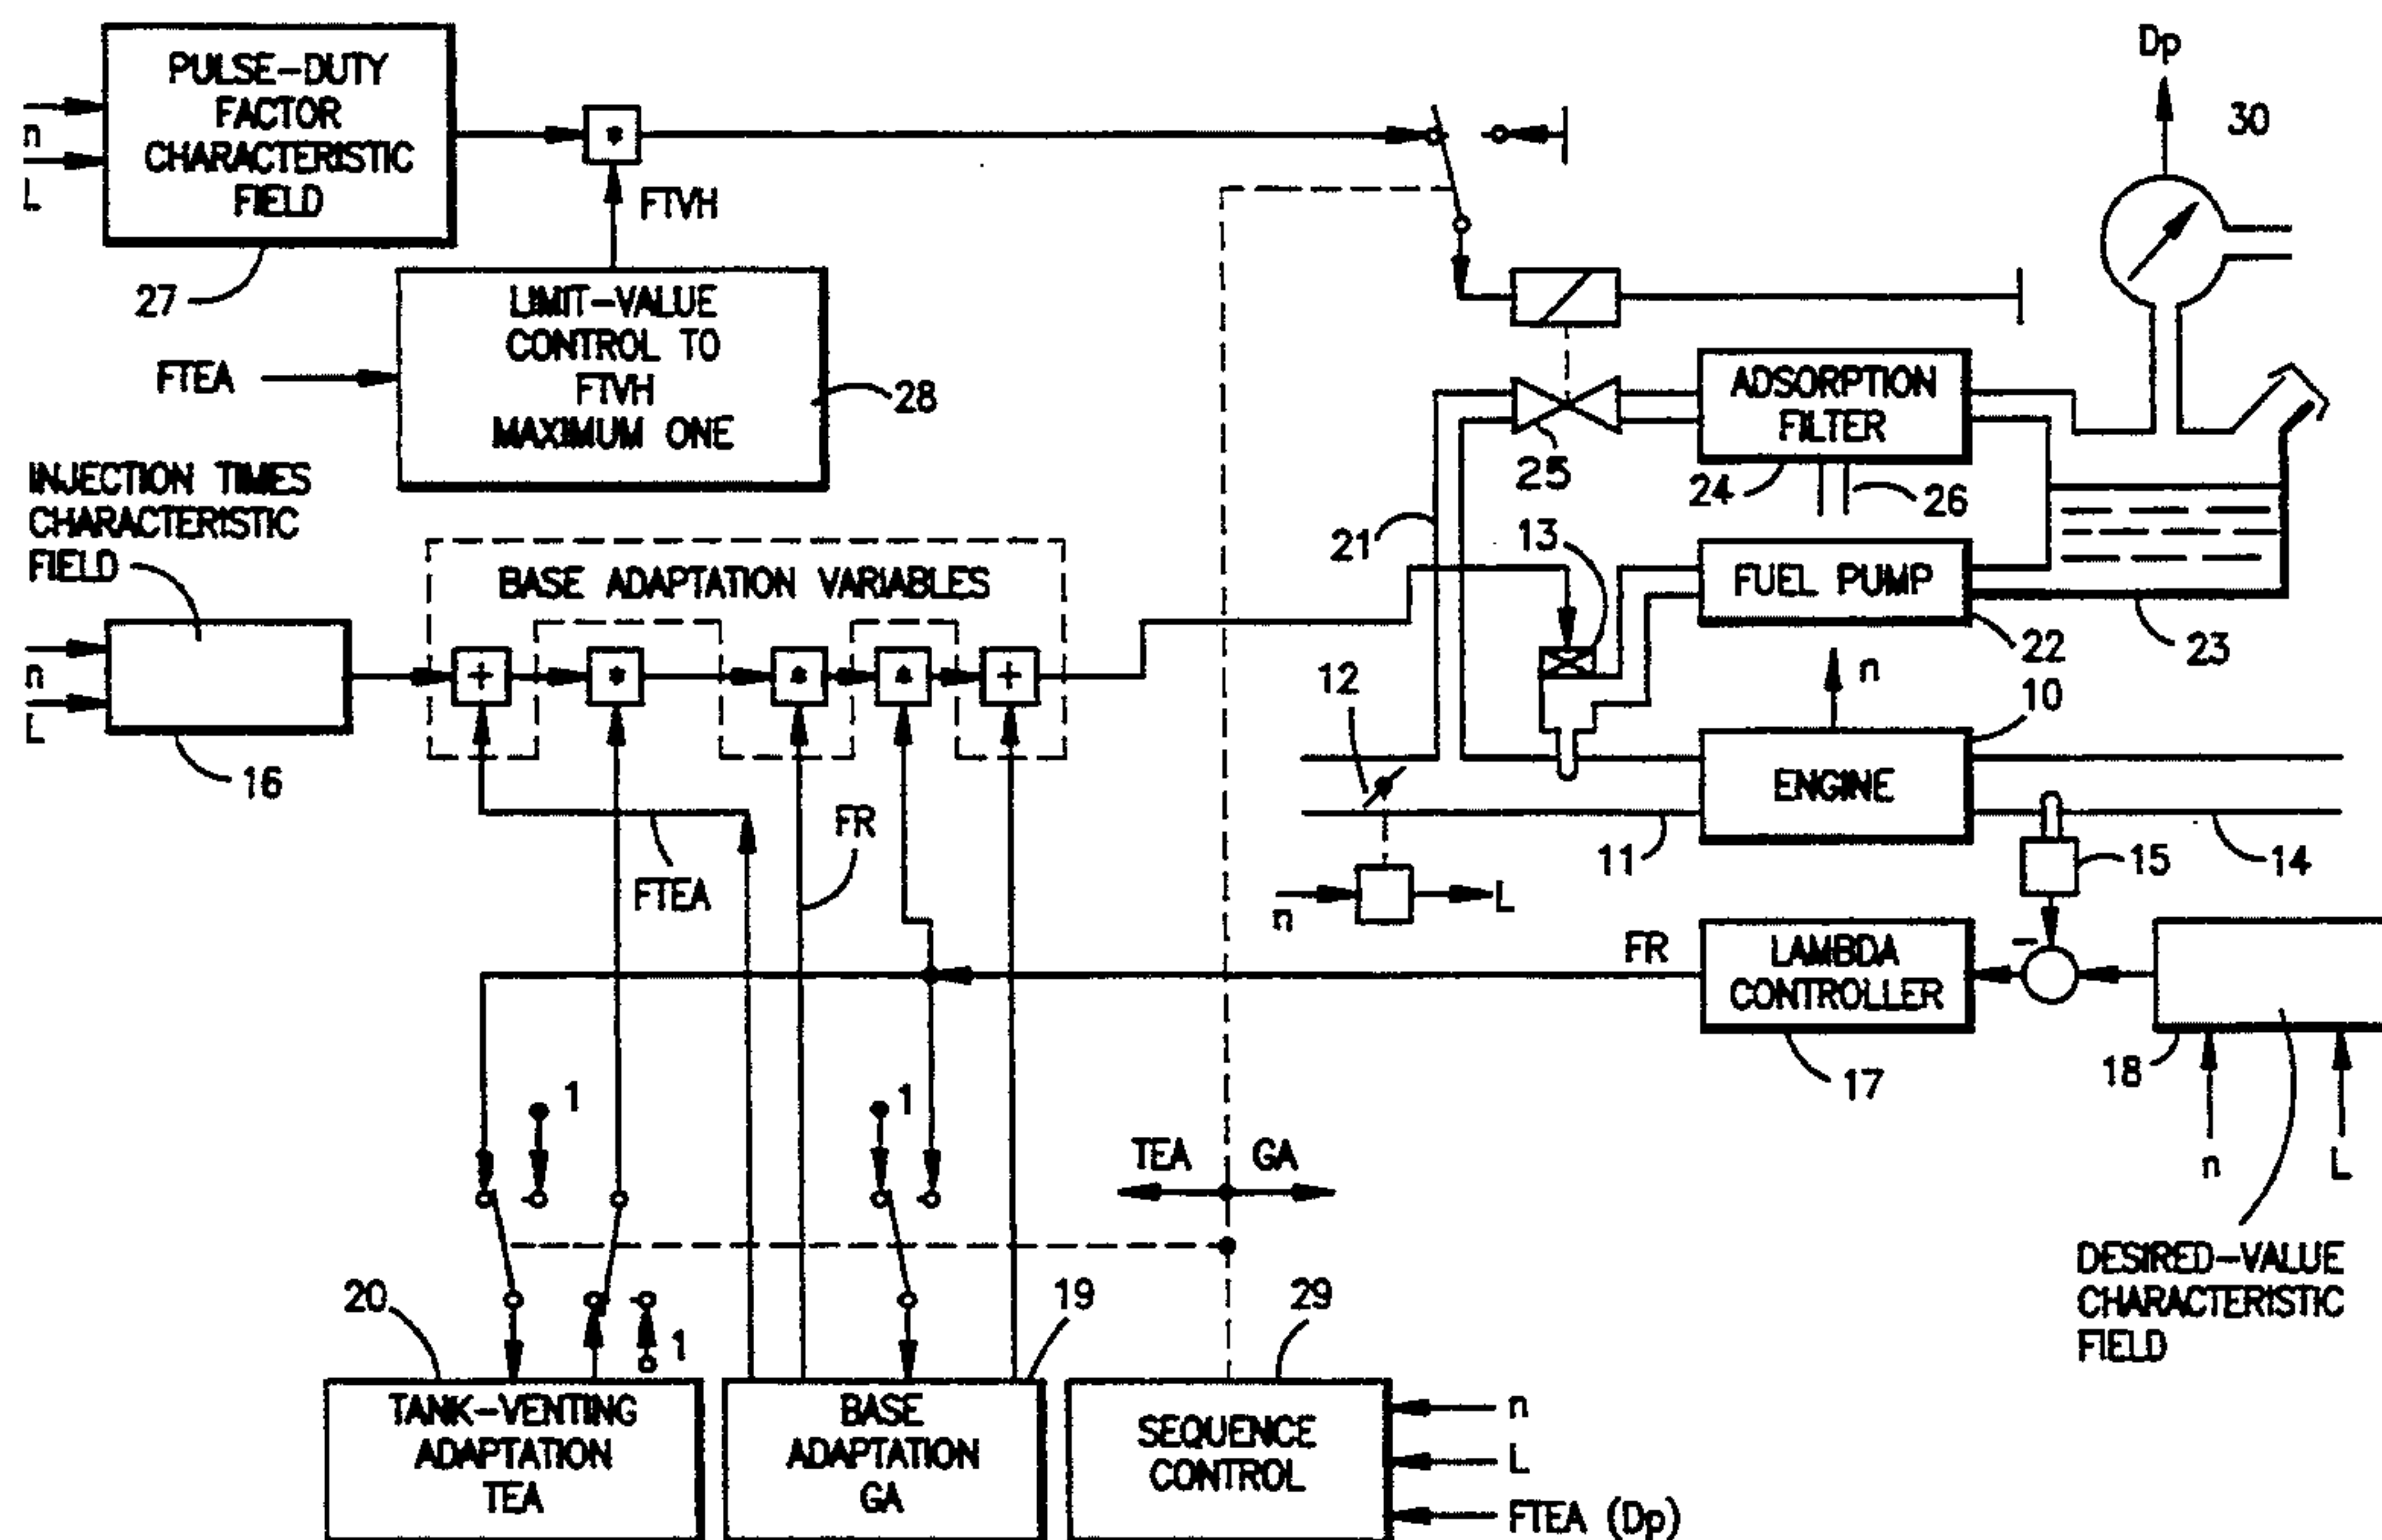 PULSE-DUTY
FACTOR
CHARACTERISTIC
FIELD
n
L
27
*
FTVH
LIMIT-VALUE
CONTROL TO
FTVH
MAXIMUM ONE
FTEA
28
Dp
30
ADSORPTION
FILTER
25
24
26
21
13
FUEL PUMP
22
23
INJECTION TIMES
CHARACTERISTIC
FIELD
n
L
16
BASE ADAPTATION VARIABLES
+
*
*
*
+
12
n
10
ENGINE
FTEA
FR
11
15
14
n
L
FR
LAMBDA
CONTROLLER
-
17
18
n
L
DESIRED-VALUE
CHARACTERISTIC
FIELD
1
1
TEA
GA
1
20
19
29
TANK-VENTING
ADAPTATION
TEA
BASE
ADAPTATION
GA
SEQUENCE
CONTROL
n
L
FTEA (Dp)